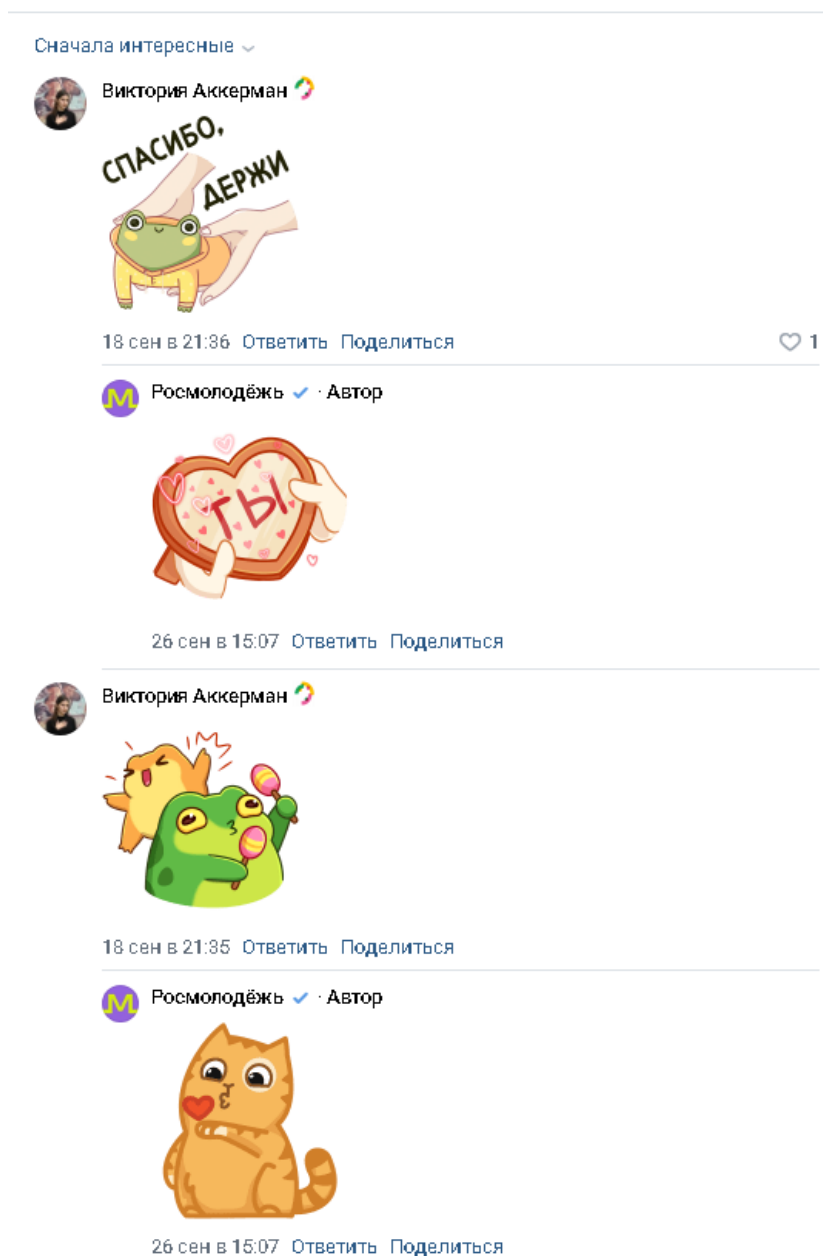 Сначала интересные
Виктория Аккерман
СПАСИБО,
ДЕРЖИ
18 сен в 21:36 Ответить Поделиться 1
Росмолодёжь · Автор
ТЫ
26 сен в 15:07 Ответить Поделиться
Виктория Аккерман
18 сен в 21:35 Ответить Поделиться
Росмолодёжь · Автор
26 сен в 15:07 Ответить Поделиться